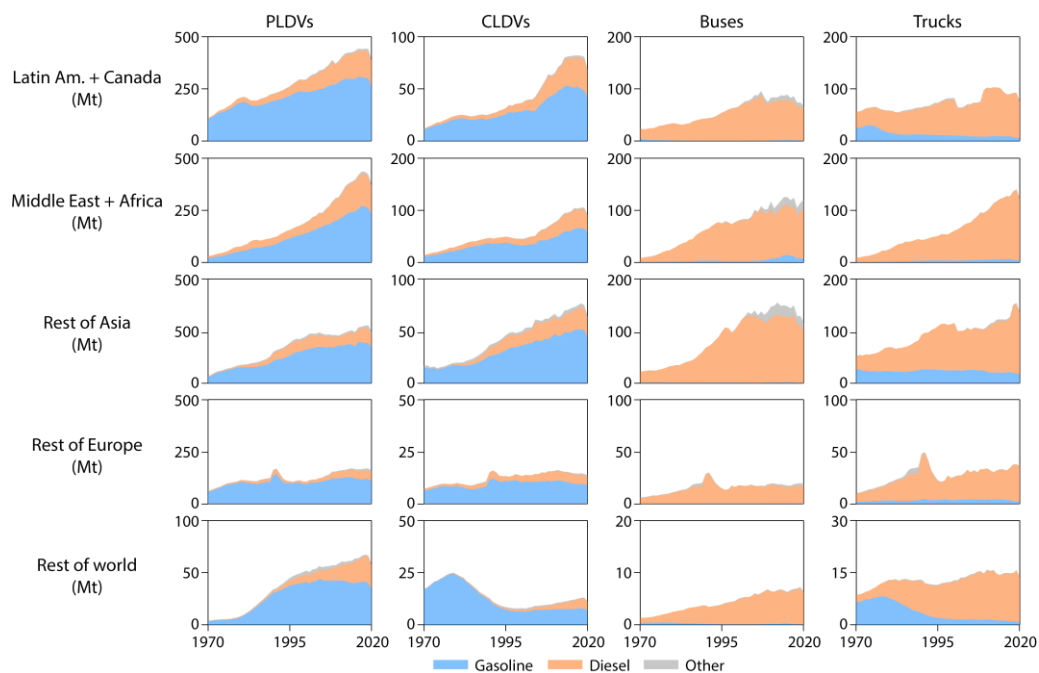 PLDVs CLDVs Buses Trucks
Latin Am. + Canada
(Mt)
500 250 0
100 50 0
200 100 0
200 100 0
Middle East + Africa
(Mt)
500 250 0
200 100 0
200 100 0
200 100 0
Rest of Asia
(Mt)
500 500 0
100 50 0
200 100 0
200 100 0
Rest of Europe
(Mt)
500 250 0
50 25 0
100 50 0
100 50 0
Rest of world
(Mt)
100 50 0
50 25 0
20 10 0
30 15 0
1970 1995 2020
1970 1995 2020
1970 1995 2020
1970 1995 2020
Gasoline Diesel Other